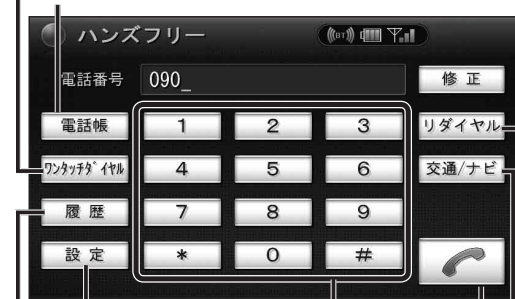 ハンズフリー (BT)
電話番号 090_ 修正
電話帳 1 2 3 リダイヤル
ﾜﾝﾀｯﾁﾀﾞｲﾔﾙ 4 5 6 交通/ナビ
履歴 7 8 9
設定 * 0 #